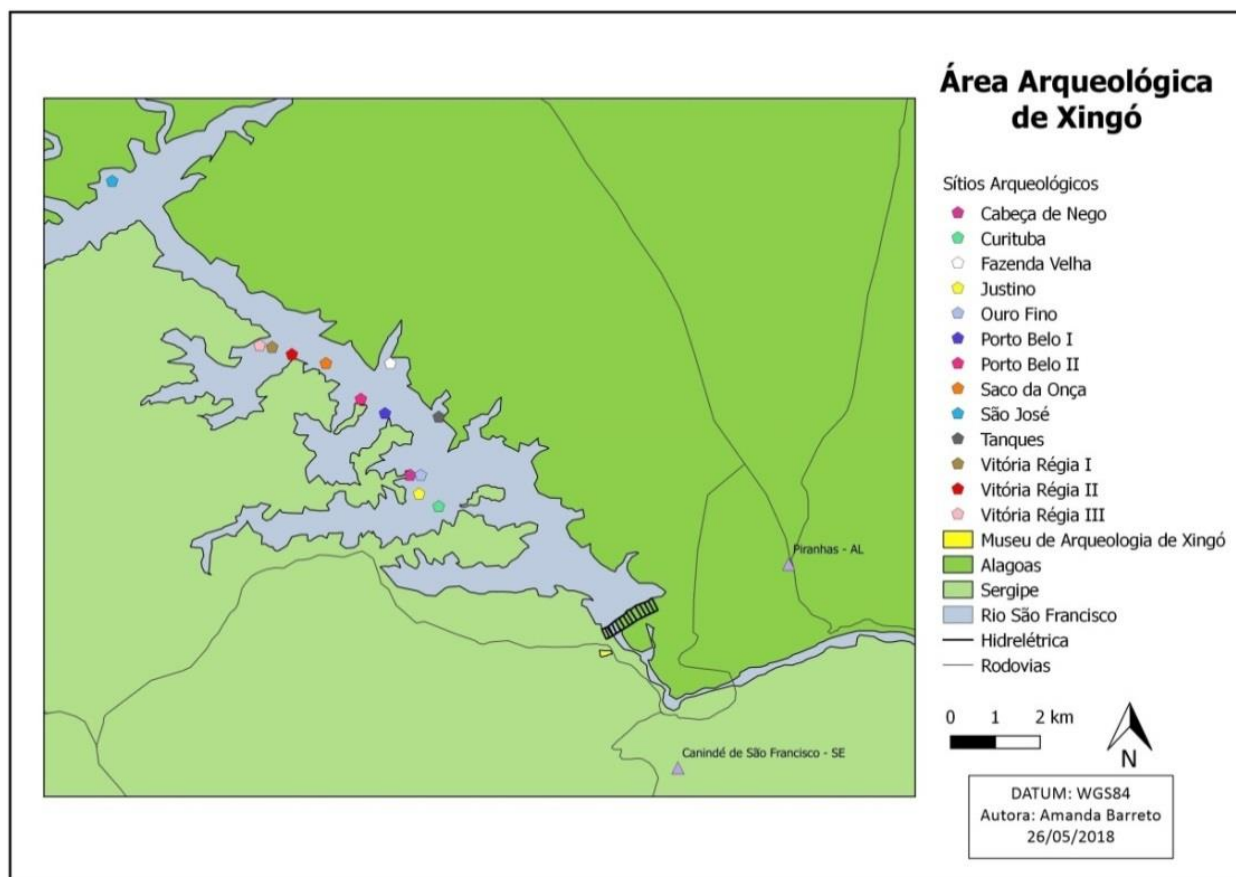 Área Arqueológica
de Xingó
Sítios Arqueológicos
Cabeça de Nego
Curituba
Fazenda Velha
Justino
Ouro Fino
Porto Belo I
Porto Belo II
Saco da Onça
São José
Tanques
Vitória Régia I
Vitória Régia II
Vitória Régia III
Museu de Arqueologia de Xingó
Alagoas
Sergipe
Rio São Francisco
Hidrelétrica
Rodovias
0 1 2 km
N
DATUM: WGS84
Autora: Amanda Barreto
26/05/2018
Piranhas - AL
Canindé de São Francisco - SE